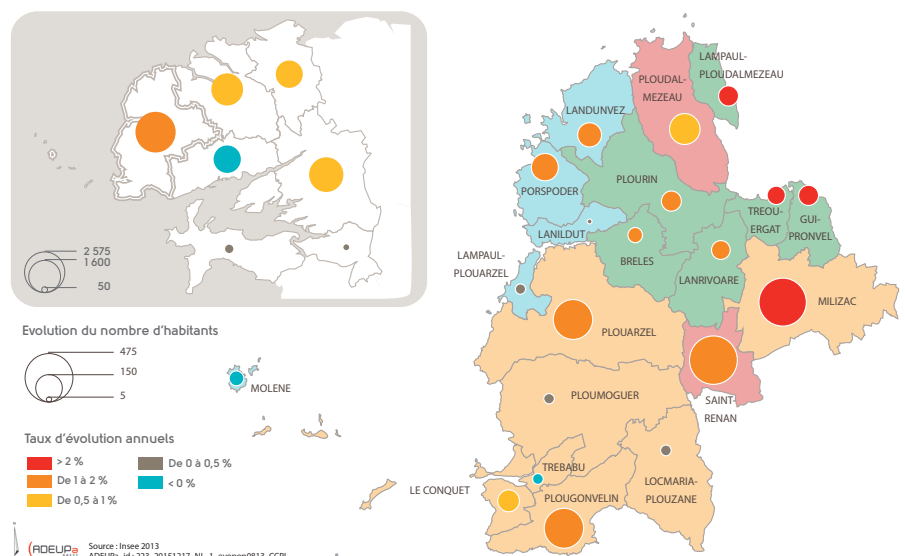 2 575
1 600
50
Evolution du nombre d'habitants
475
150
5
Taux d'évolution annuels
> 2 %
De 1 à 2 %
De 0,5 à 1%
De 0 à 0,5 %
< 0 %
(ADEUPa
Source : Insee 2013
LAMPAUL-
PLOUDALMEZEAU
PLOUDAL-
MEZEAU
LANDUNVEZ
PORSPODER
PLOURIN
LANILDUT
TREOU-
ERGAT
GUI-
PRONVEL
LAMPAUL-
PLOUARZEL
BRELES
LANRIVOARE
MILIZAC
PLOUARZEL
MOLENE
PLOUMOGUER
SAINT-
RENAN
TREBABU
LE CONQUET
PLOUGONVELIN
LOCMARIA-
PLOUZANE